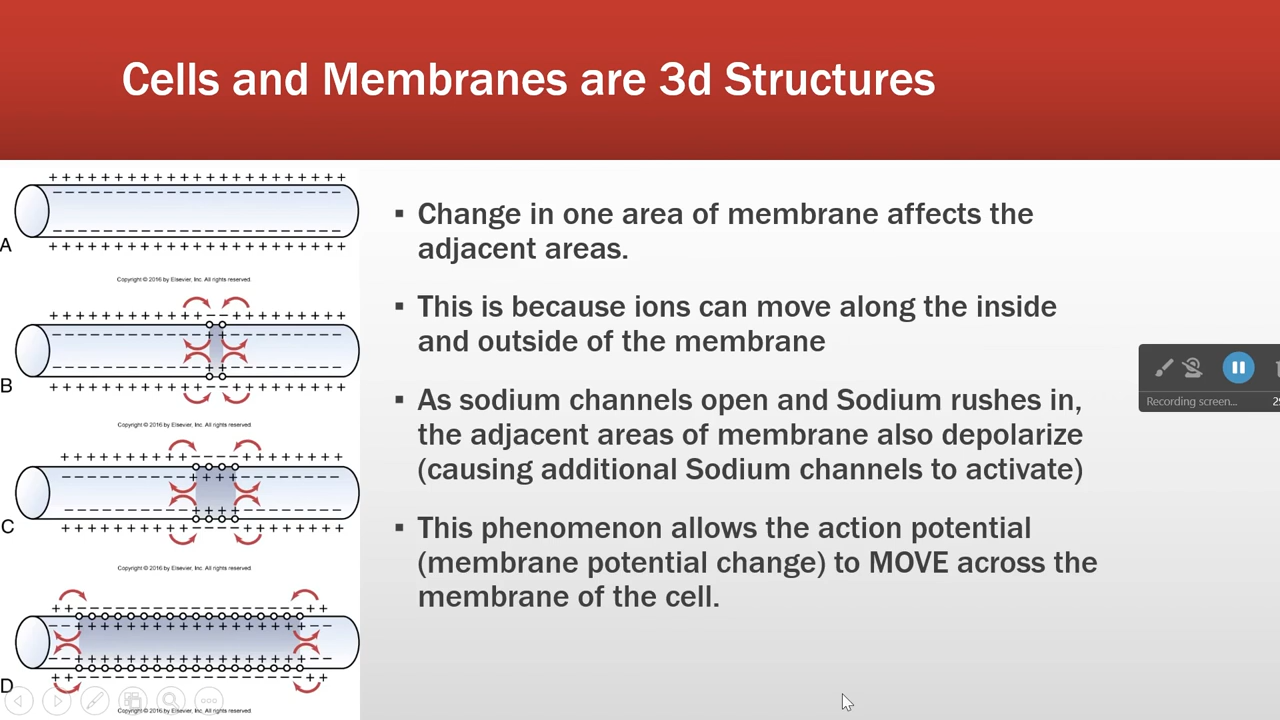 Cells and Membranes are 3d Structures
A
Copyright © 2016 by Elsevier, Inc. All rights reserved.
B
Copyright © 2016 by Elsevier, Inc. All rights reserved.
C
Copyright © 2016 by Elsevier, Inc. All rights reserved.
D
Copyright © 2016 by Elsevier, Inc. All rights reserved.
▪ Change in one area of membrane affects the
adjacent areas.
▪ This is because ions can move along the inside
and outside of the membrane
▪ As sodium channels open and Sodium rushes in,
the adjacent areas of membrane also depolarize
(causing additional Sodium channels to activate)
▪ This phenomenon allows the action potential
(membrane potential change) to MOVE across the
membrane of the cell.
Recording screen...